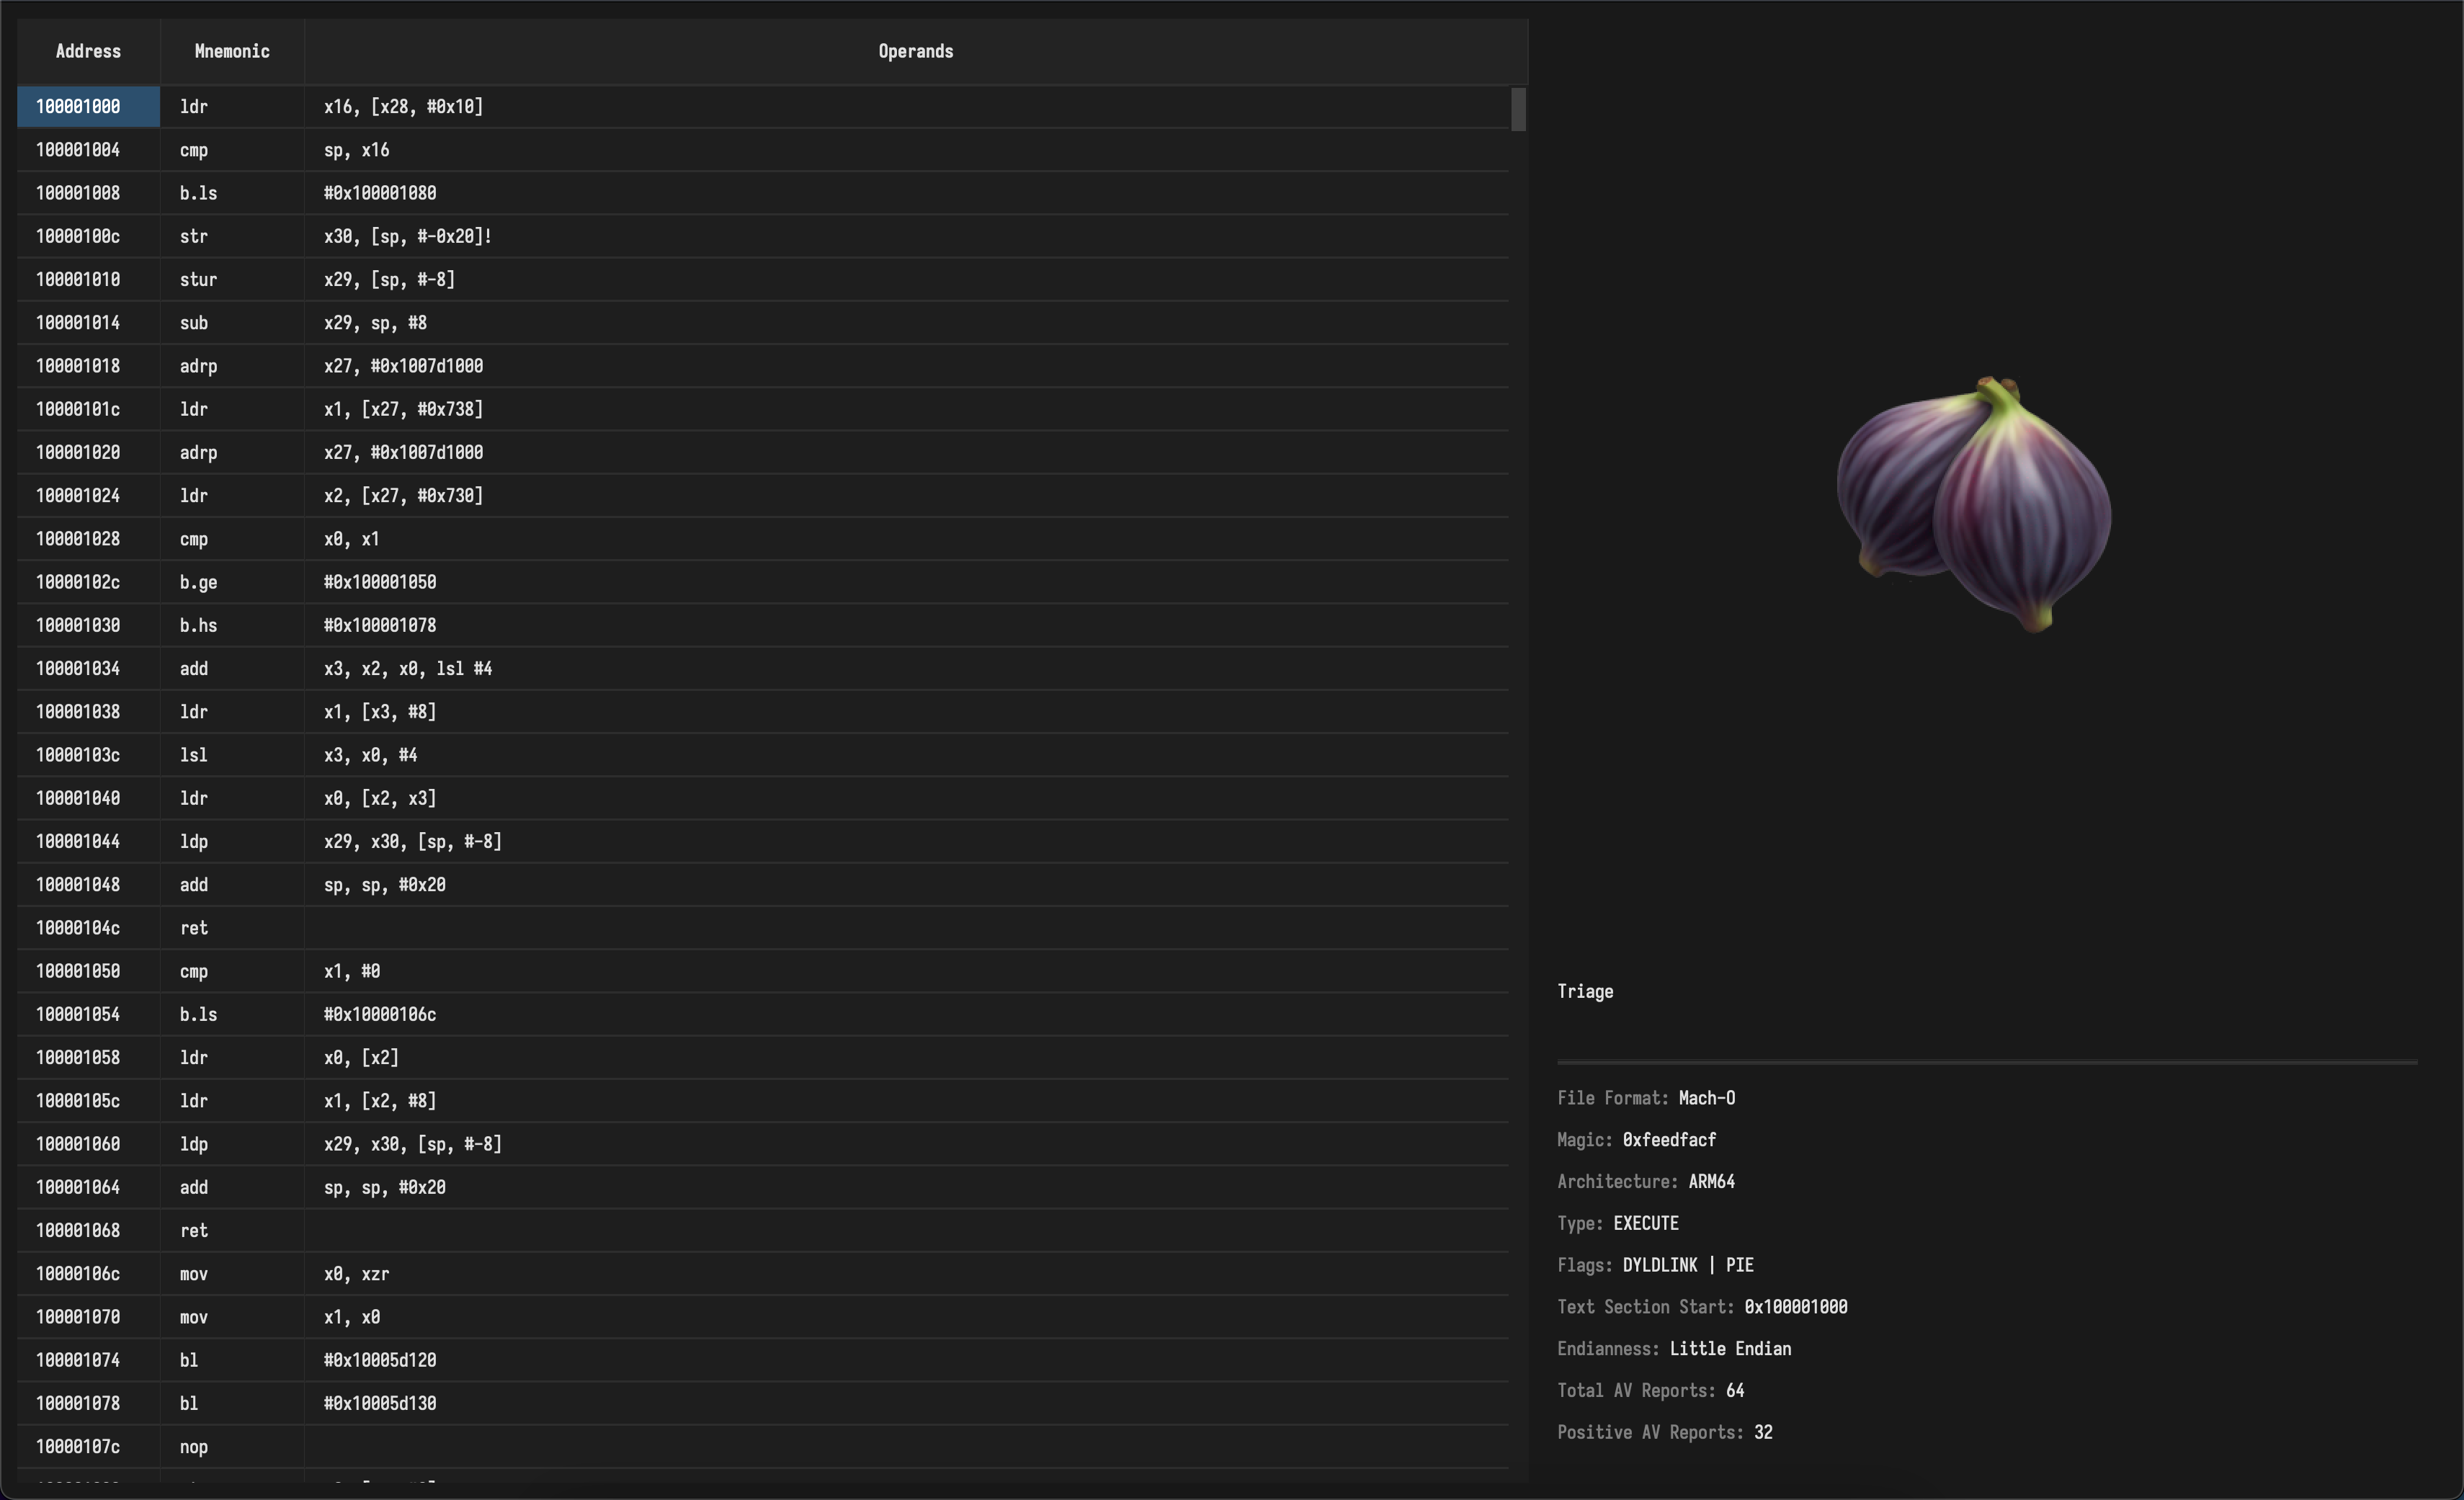 Address Mnemonic Operands
100001000 ldr x16, [x28, #0x10]
100001004 cmp sp, x16
100001008 b.ls #0x100001080
10000100c str x30, [sp, #-0x20]!
100001010 stur x29, [sp, #-8]
100001014 sub x29, sp, #8
100001018 adrp x27, #0x1007d1000
10000101c ldr x1, [x27, #0x738]
100001020 adrp x27, #0x1007d1000
100001024 ldr x2, [x27, #0x730]
100001028 cmp x0, x1
10000102c b.ge #0x100001050
100001030 b.hs #0x100001078
100001034 add x3, x2, x0, lsl #4
100001038 ldr x1, [x3, #8]
10000103c lsl x3, x0, #4
100001040 ldr x0, [x2, x3]
100001044 ldp x29, x30, [sp, #-8]
100001048 add sp, sp, #0x20
10000104c ret
100001050 cmp x1, #0
100001054 b.ls #0x10000106c
100001058 ldr x0, [x2]
10000105c ldr x1, [x2, #8]
100001060 ldp x29, x30, [sp, #-8]
100001064 add sp, sp, #0x20
100001068 ret
10000106c mov x0, xzr
100001070 mov x1, x0
100001074 bl #0x10005d120
100001078 bl #0x10005d130
10000107c nop
Triage
File Format: Mach-O
Magic: 0xfeedfacf
Architecture: ARM64
Type: EXECUTE
Flags: DYLDLINK | PIE
Text Section Start: 0x100001000
Endianness: Little Endian
Total AV Reports: 64
Positive AV Reports: 32